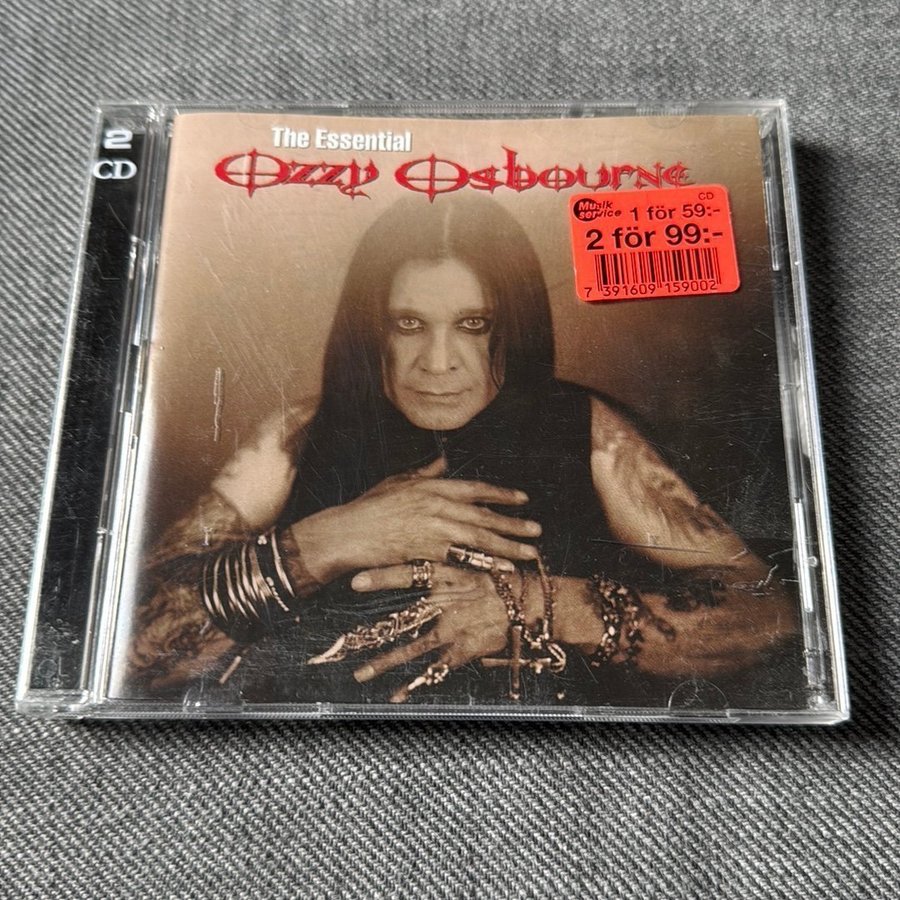 2
CD
The Essential
Ozzy Osbourne
CD
Musik service 1 för 59:-
2 för 99:-
7 391609 159002